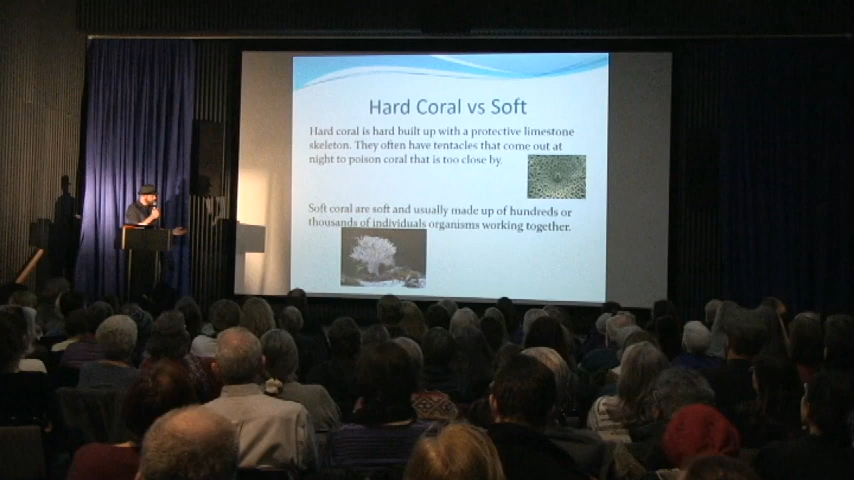 Hard Coral vs Soft
Hard coral is hard built up with a protective limestone
skeleton. They often have tentacles that come out at
night to poison coral that is too close by.
Soft coral are soft and usually made up of hundreds or
thousands of individuals organisms working together.